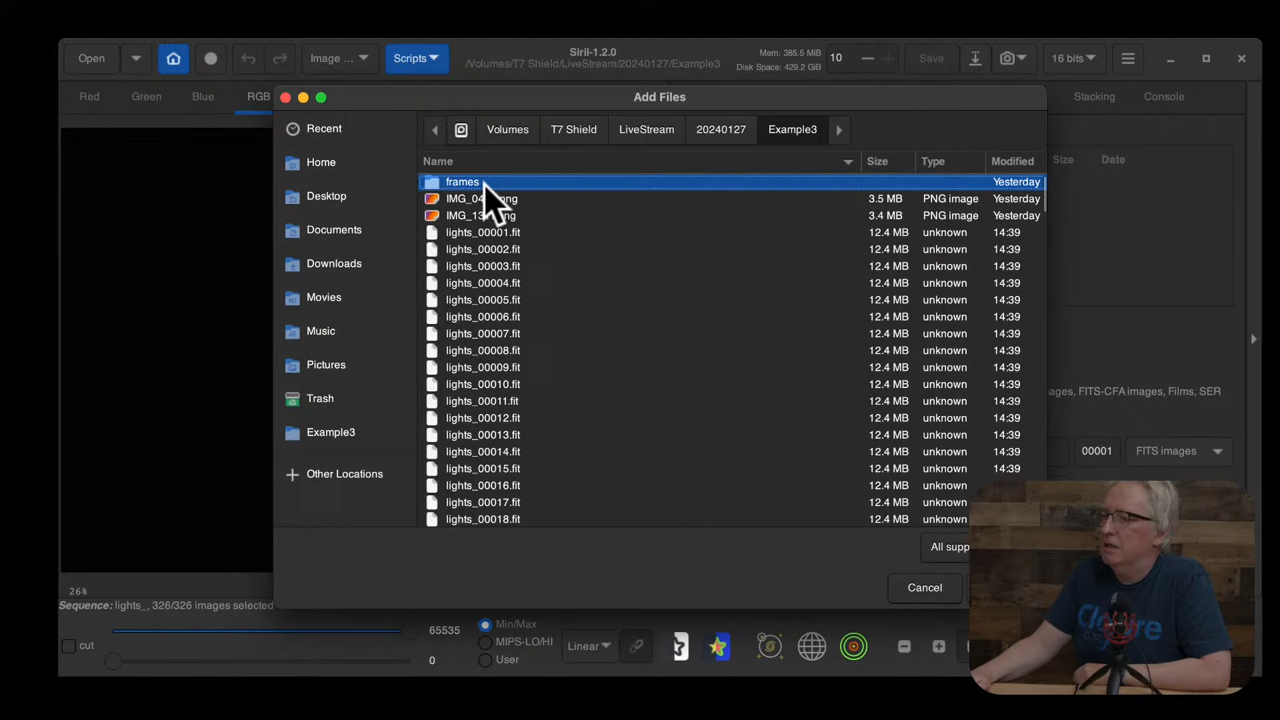 Open
Image ...
Scripts
Siril-1.2.0
/Volumes/T7 Shield/LiveStream/20240127/Example3
Mem: 385.5 MiB
Disk Space: 429.2 GiB
10
Save
16 bits
Red
Green
Blue
RGB
Add Files
Stacking
Console
Recent
Home
Desktop
Documents
Downloads
Movies
Music
Pictures
Trash
Example3
Other Locations
Volumes
T7 Shield
LiveStream
20240127
Example3
Name
Size
Type
Modified
Size
Date
frames
Yesterday
3.5 MB
PNG image
Yesterday
3.4 MB
PNG image
Yesterday
lights_00001.fit
12.4 MB
unknown
14:39
lights_00002.fit
12.4 MB
unknown
14:39
lights_00003.fit
12.4 MB
unknown
14:39
lights_00004.fit
12.4 MB
unknown
14:39
lights_00005.fit
12.4 MB
unknown
14:39
lights_00006.fit
12.4 MB
unknown
14:39
lights_00007.fit
12.4 MB
unknown
14:39
lights_00008.fit
12.4 MB
unknown
14:39
lights_00009.fit
12.4 MB
unknown
14:39
lights_00010.fit
12.4 MB
unknown
14:39
lights_00011.fit
12.4 MB
unknown
14:39
lights_00012.fit
12.4 MB
unknown
14:39
lights_00013.fit
12.4 MB
unknown
14:39
lights_00014.fit
12.4 MB
unknown
14:39
lights_00015.fit
12.4 MB
unknown
14:39
lights_00016.fit
12.4 MB
lights_00017.fit
12.4 MB
lights_00018.fit
12.4 MB
FITS-CFA images, Films, SER
00001
FITS images
All
Cancel
26%
Sequence: lights_, 326/326 images selected
cut
65535
0
Min/Max
MIPS-LO/HI
User
Linear